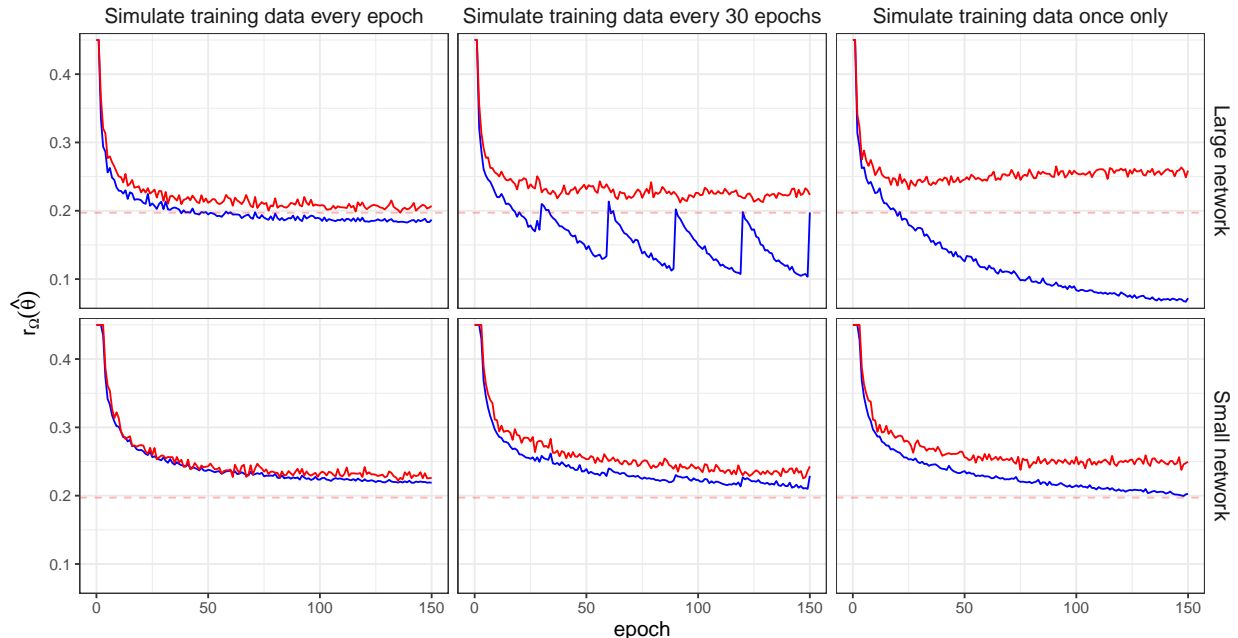 Simulate training data every epoch
Simulate training data every 30 epochs
Simulate training data once only
0.4
0.3
0.2
0.1
Large network
r_Ω(θ̂)
0.4
0.3
0.2
0.1
Small network
0 50 100 150
0 50 100 150
0 50 100 150
epoch